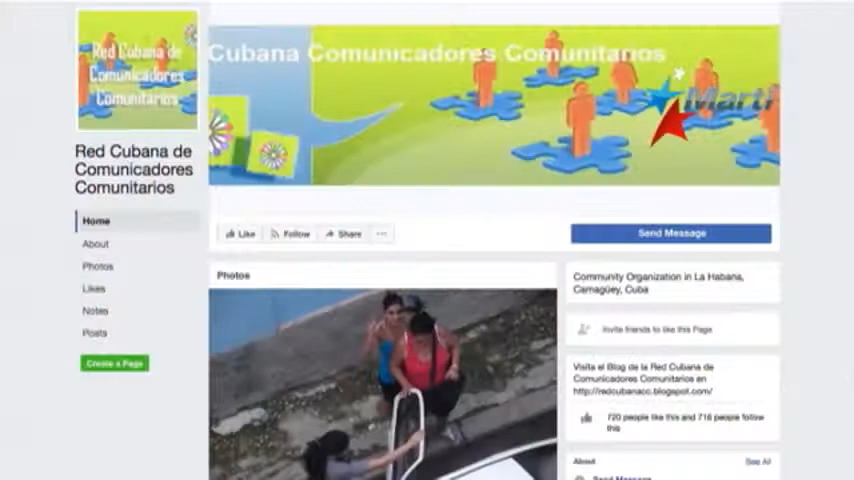 Red Cubana de
Comunicadores
Comunitarios
Cubana Comunicadores Comunitarios
Martí
Red Cubana de
Comunicadores
Comunitarios
Home
About
Photos
Likes
Notes
Posts
Create a Page
Like
Follow
Share
...
Send Message
Photos
Community Organization in La Habana,
Camagüey, Cuba
Invite friends to like this Page
Visita el Blog de la Red Cubana de
Comunicadores Comunitarios en
http://redcubanacc.blogspot.com/
720 people like this and 716 people follow
this
About
See All
Send Message